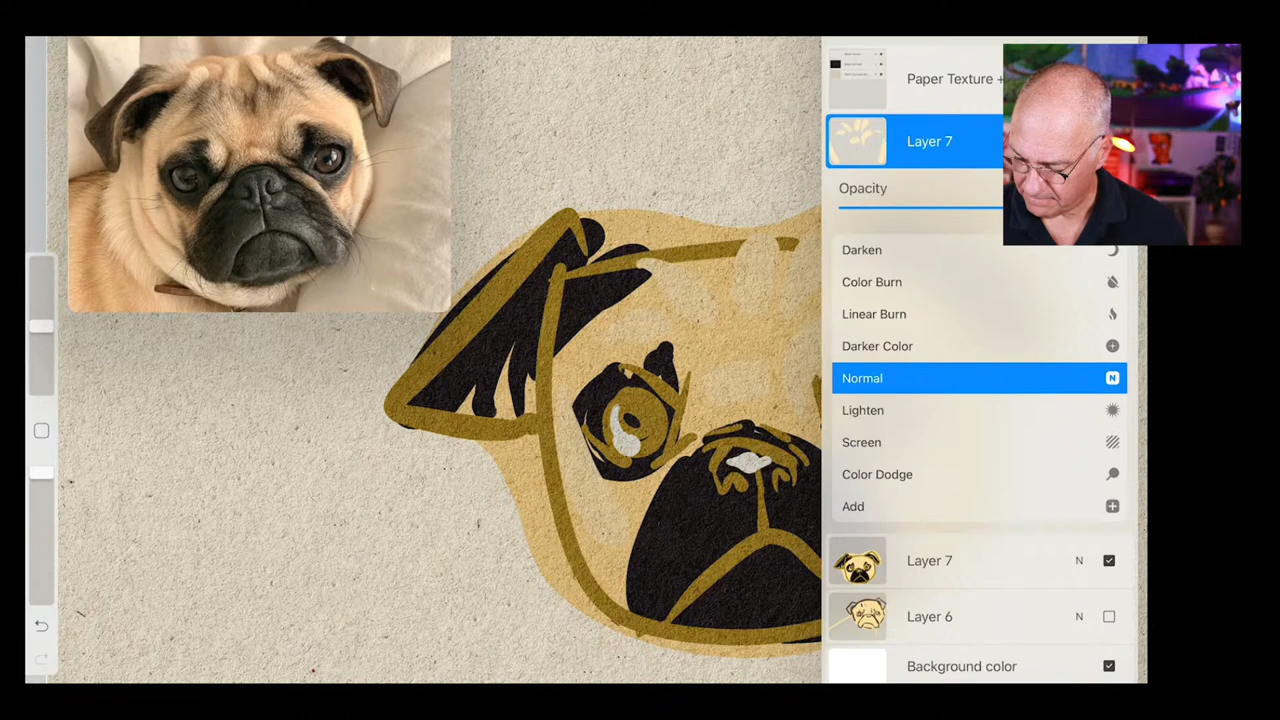 Paper Texture +
Layer 7
Opacity
Darken
Color Burn
Linear Burn
Darker Color
Normal
N
Lighten
Screen
Color Dodge
Add
Layer 7
N
Layer 6
N
Background color